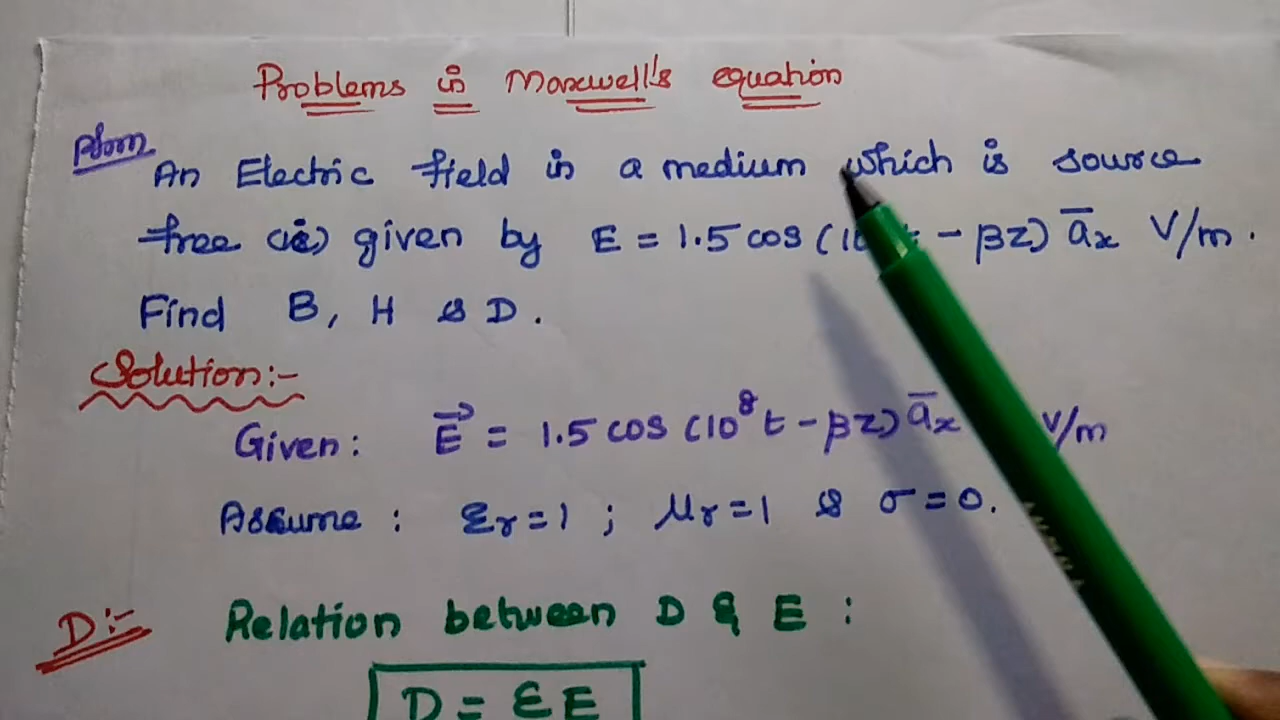 Problems in Maxwell's equation
Pblm
An Electric field in a medium which is source
free (ie) given by E = 1.5 cos (10 t - βz) a̅x V/m.
Find B, H & D.
Solution:-
Given: E⃗ = 1.5 cos (10⁸t - βz) a̅x V/m
Assume : εr = 1 ; μr = 1 & σ = 0.
D:- Relation between D & E :
D = εE